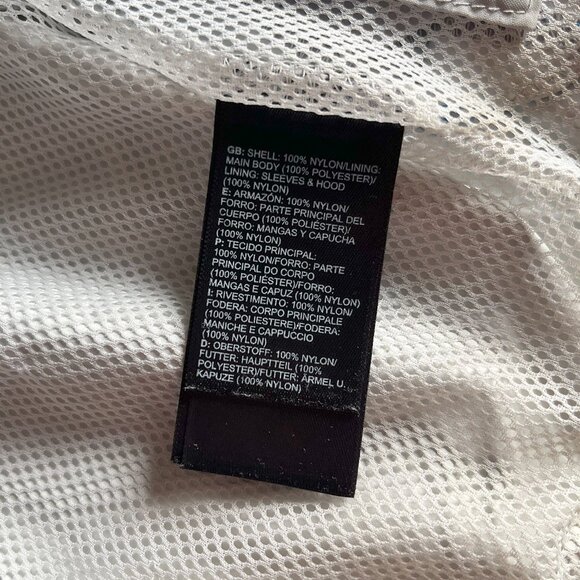 GB: SHELL: 100% NYLON/LINING:
MAIN BODY (100% POLYESTER)/
LINING: SLEEVES & HOOD
(100% NYLON)
E: ARMAZÓN: 100% NYLON/
FORRO: PARTE PRINCIPAL DEL
CUERPO (100% POLIÉSTER)/
FORRO: MANGAS Y CAPUCHA
(100% NYLON)
P: TECIDO PRINCIPAL:
100% NYLON/FORRO: PARTE
PRINCIPAL DO CORPO
(100% POLIÉSTER)/FORRO:
MANGAS E CAPUZ (100% NYLON)
I: RIVESTIMENTO: 100% NYLON/
FODERA: CORPO PRINCIPALE
(100% POLIESTERE)/FODERA:
MANICHE E CAPPUCCIO
(100% NYLON)
D: OBERSTOFF: 100% NYLON/
FUTTER: HAUPTTEIL (100%
POLYESTER)/FUTTER: ÄRMEL U.
KAPUZE (100% NYLON)